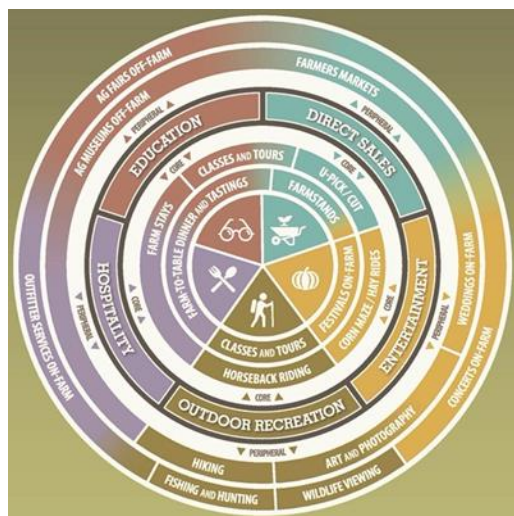 AG FAIRS OFF-FARM
AG MUSEUMS OFF-FARM
FARMERS MARKETS
PERIPHERAL
PERIPHERAL
EDUCATION
DIRECT SALES
CORE
CORE
CLASSES AND TOURS
U-PICK / CUT
FARM STAYS
FARM-TO-TABLE DINNER AND TASTINGS
FARMSTANDS
HOSPITALITY
CORE
PERIPHERAL
OUTFITTER SERVICES ON-FARM
FESTIVALS ON-FARM
CORN MAZE / HAY RIDES
CORE
ENTERTAINMENT
PERIPHERAL
WEDDINGS ON-FARM
CONCERTS ON-FARM
CLASSES AND TOURS
HORSEBACK RIDING
CORE
OUTDOOR RECREATION
PERIPHERAL
HIKING
ART AND PHOTOGRAPHY
FISHING AND HUNTING
WILDLIFE VIEWING